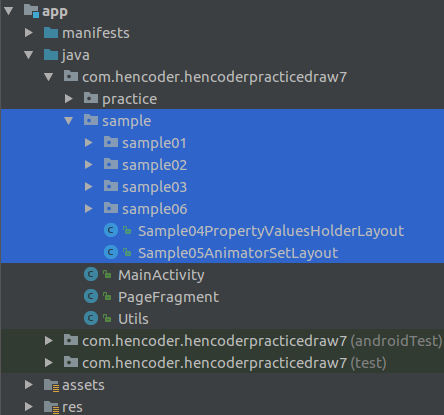 app
manifests
java
com.hencoder.hencoderpracticedraw7
practice
sample
sample01
sample02
sample03
sample06
Sample04PropertyValuesHolderLayout
Sample05AnimatorSetLayout
MainActivity
PageFragment
Utils
com.hencoder.hencoderpracticedraw7 (androidTest)
com.hencoder.hencoderpracticedraw7 (test)
assets
res